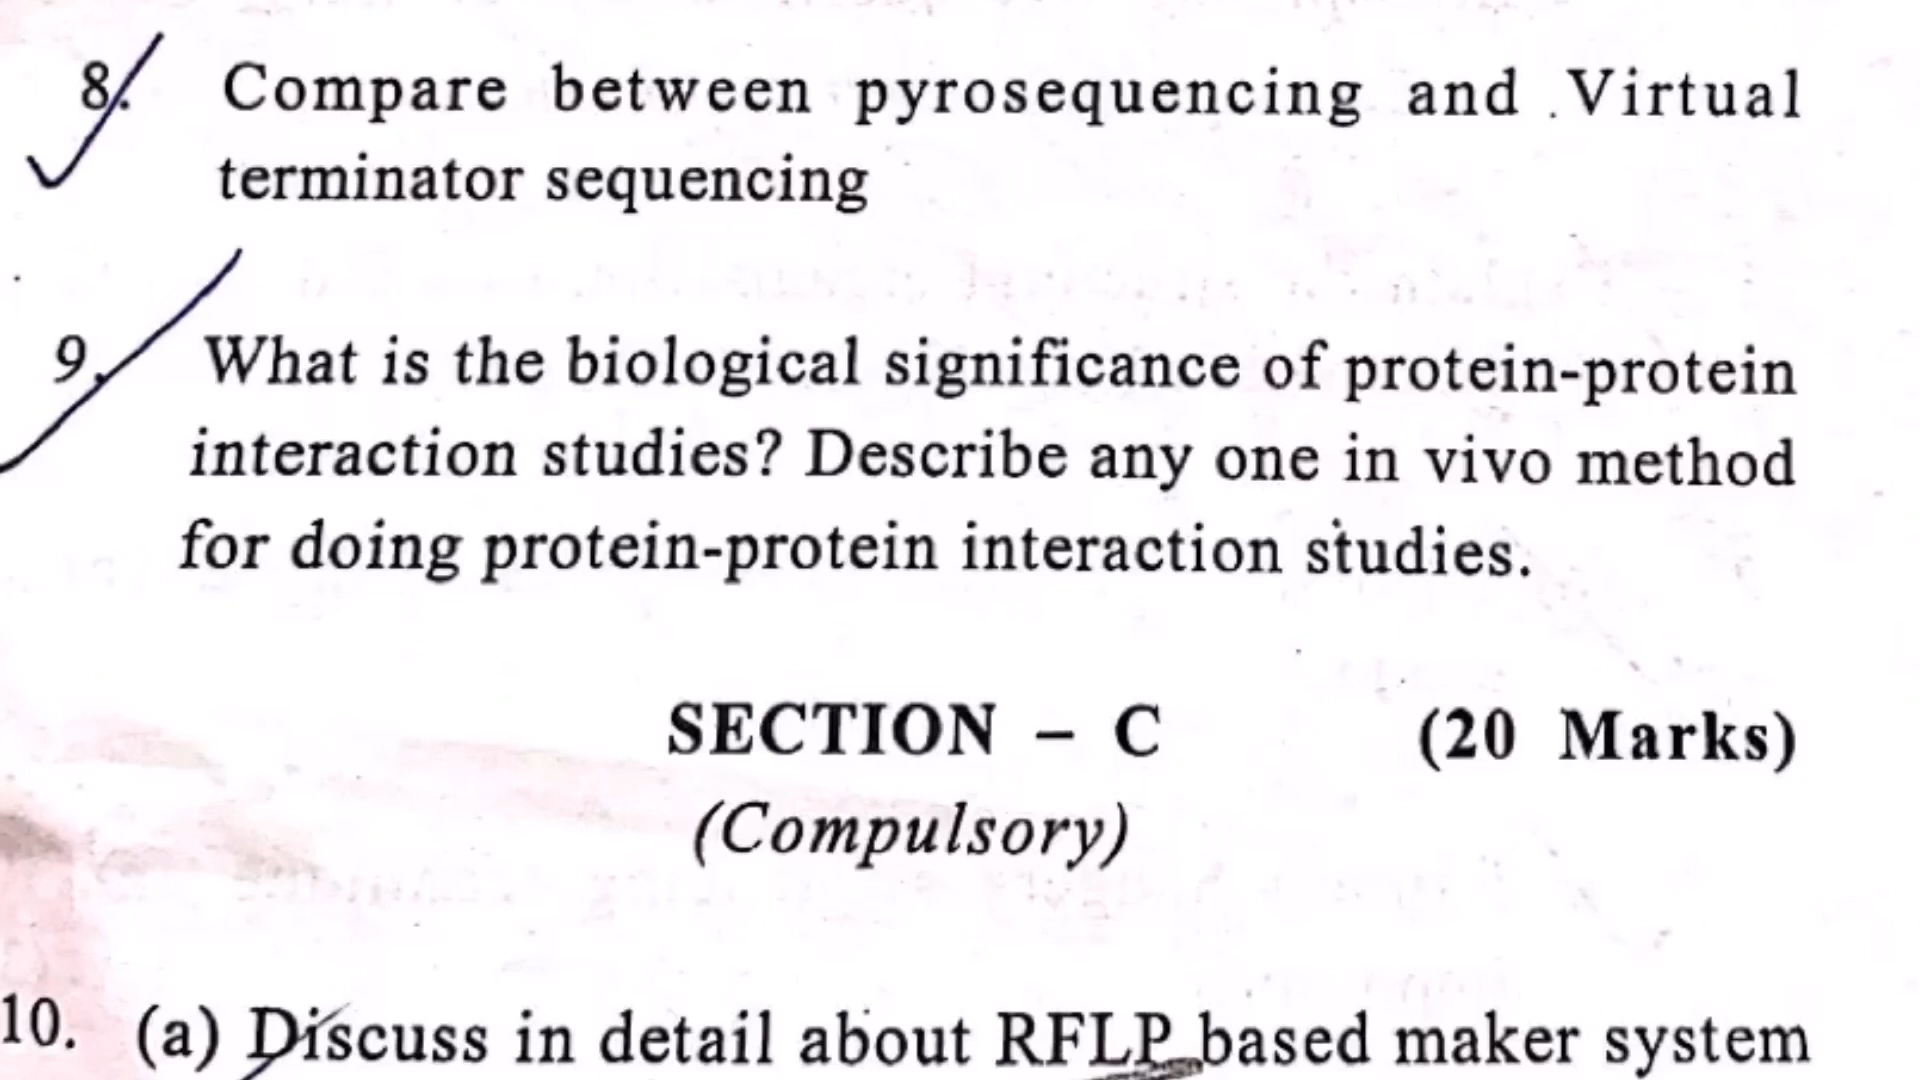 8. Compare between pyrosequencing and Virtual
terminator sequencing
9. What is the biological significance of protein-protein
interaction studies? Describe any one in vivo method
for doing protein-protein interaction studies.
SECTION – C (20 Marks)
(Compulsory)
10. (a) Discuss in detail about RFLP based maker system